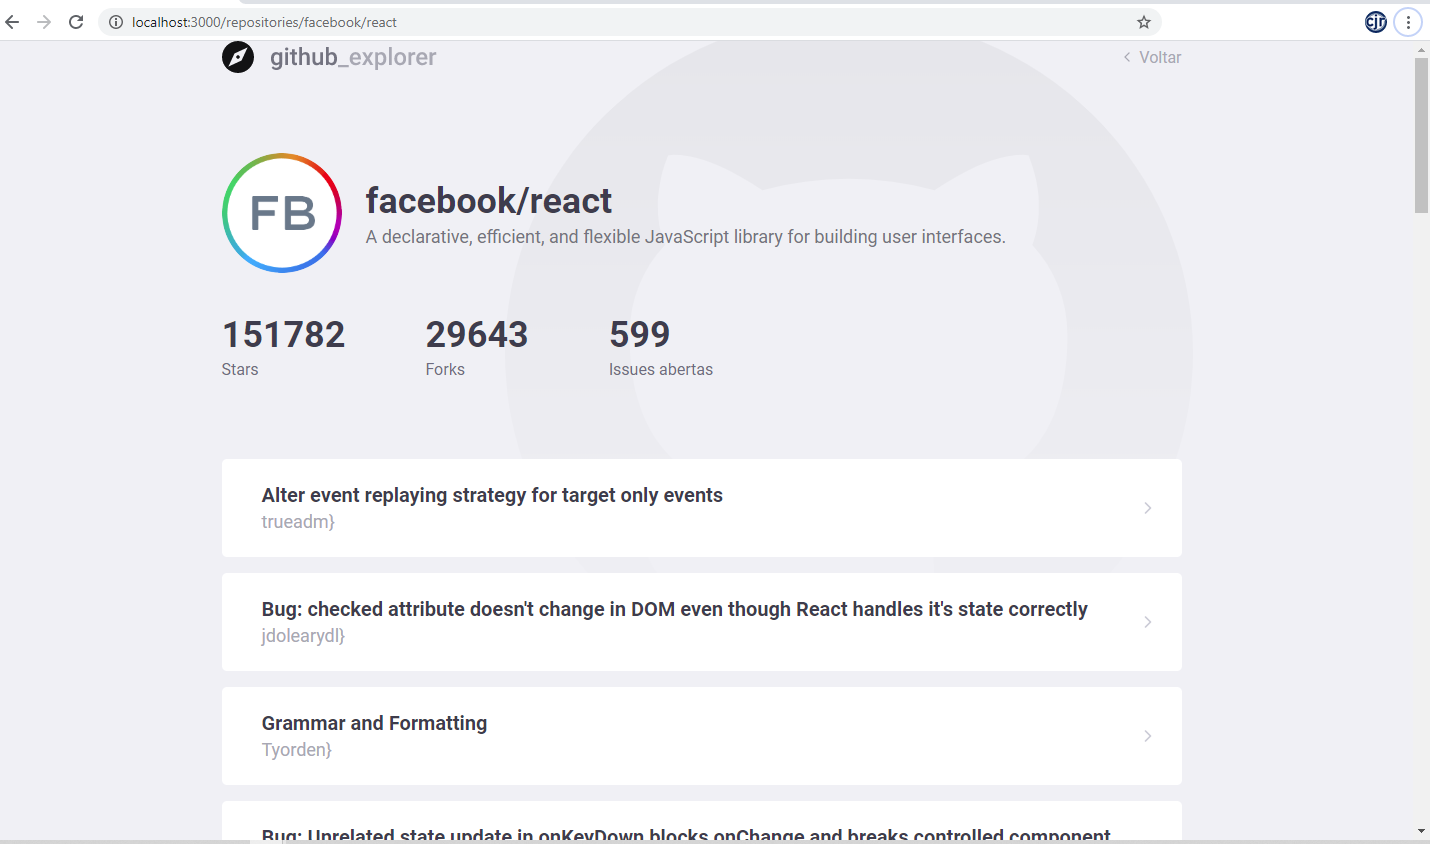 localhost:3000/repositories/facebook/react
cjr
github_explorer
Voltar
FB
facebook/react
A declarative, efficient, and flexible JavaScript library for building user interfaces.
151782 29643 599
Stars Forks Issues abertas
Alter event replaying strategy for target only events
trueadm}
Bug: checked attribute doesn't change in DOM even though React handles it's state correctly
jdolearydl}
Grammar and Formatting
Tyorden}
Bug: Unrelated state update in onKeyDown blocks onChange and breaks controlled component